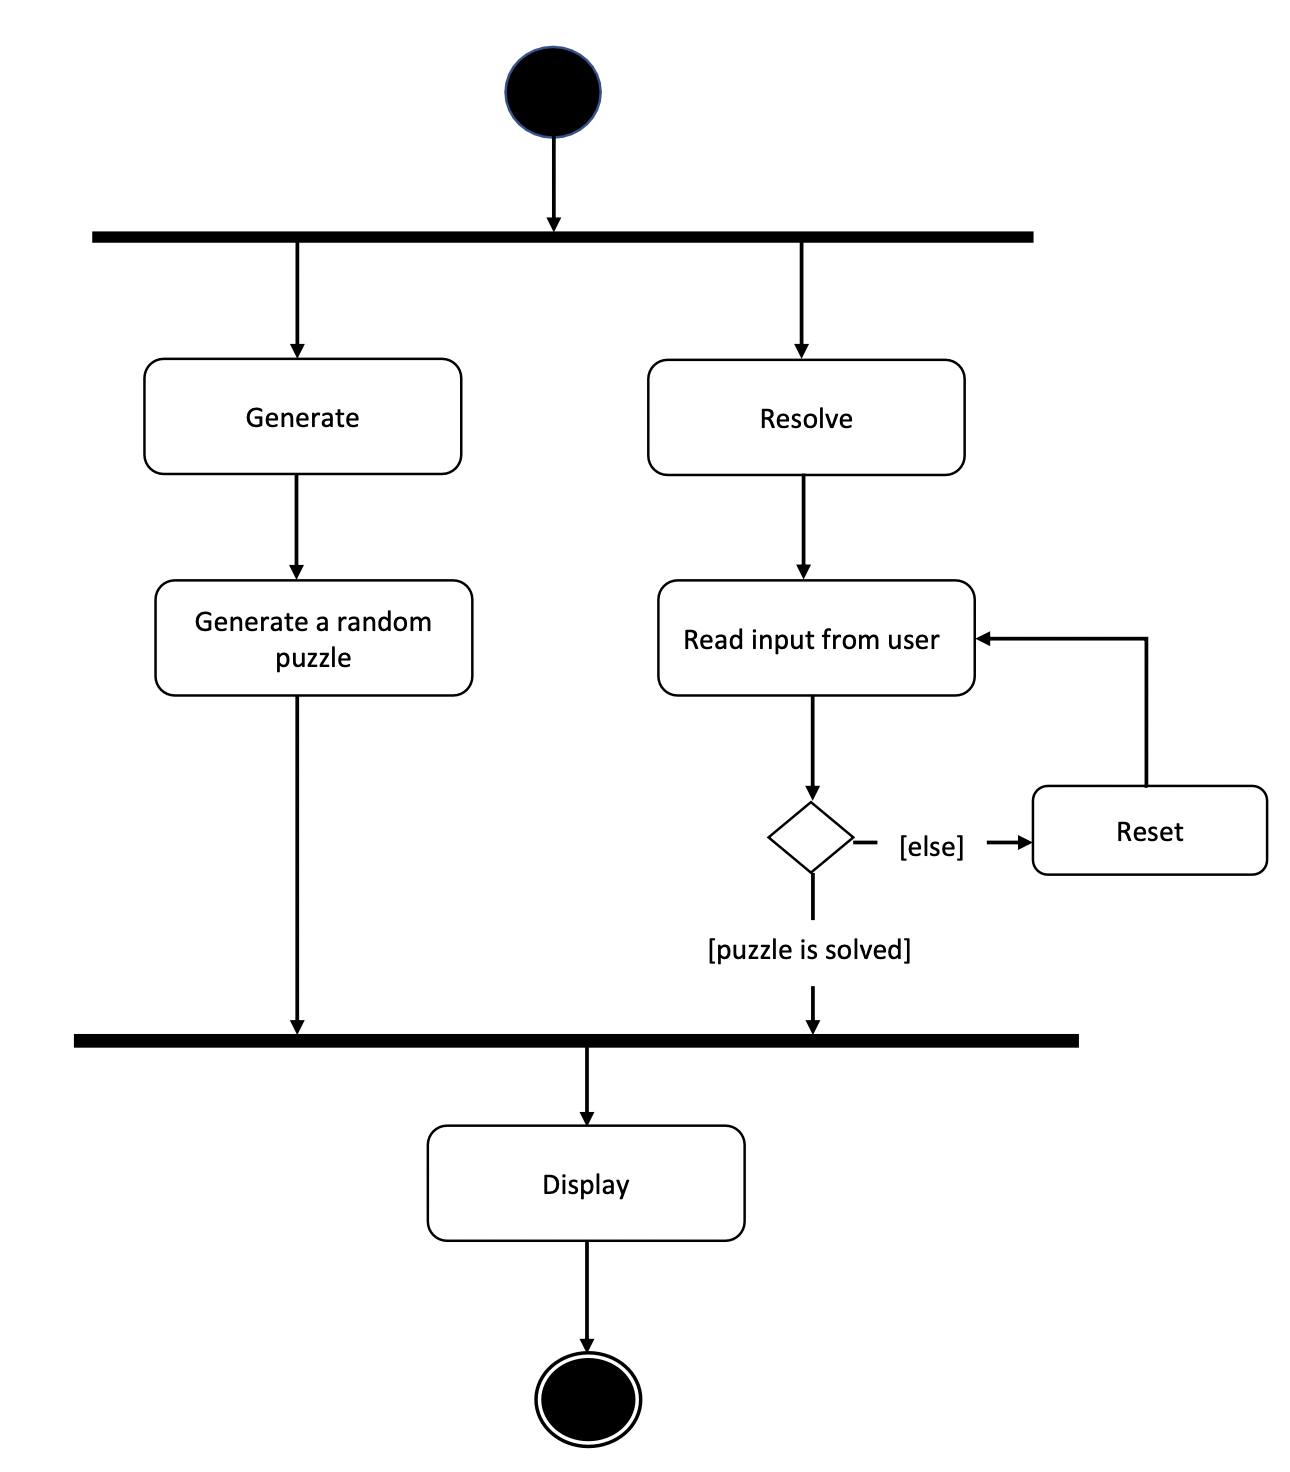 Generate
Resolve
Generate a random
puzzle
Read input from user
[else]
Reset
[puzzle is solved]
Display